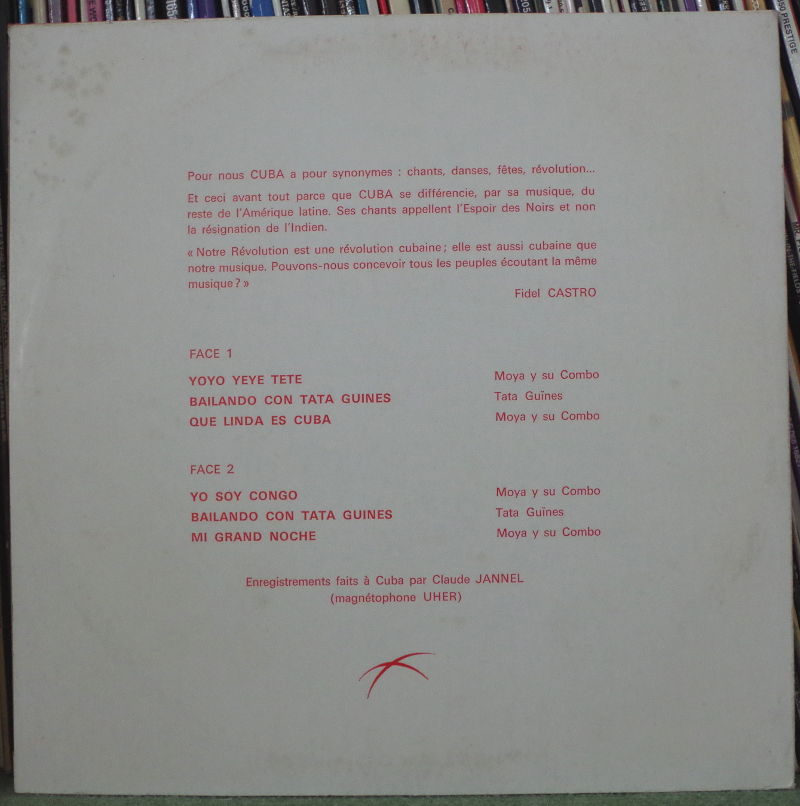 Pour nous CUBA a pour synonymes : chants, danses, fêtes, révolution...
Et ceci avant tout parce que CUBA se différencie, par sa musique, du
reste de l'Amérique latine. Ses chants appellent l'Espoir des Noirs et non
la résignation de l'Indien.
« Notre Révolution est une révolution cubaine ; elle est aussi cubaine que
notre musique. Pouvons-nous concevoir tous les peuples écoutant la même
musique ? »
Fidel CASTRO
FACE 1
YOYO YEYE TETE Moya y su Combo
BAILANDO CON TATA GUINES Tata Guïnes
QUE LINDA ES CUBA Moya y su Combo
FACE 2
YO SOY CONGO Moya y su Combo
BAILANDO CON TATA GUINES Tata Guïnes
MI GRAND NOCHE Moya y su Combo
Enregistrements faits à Cuba par Claude JANNEL
(magnétophone UHER)
PRESTIGE